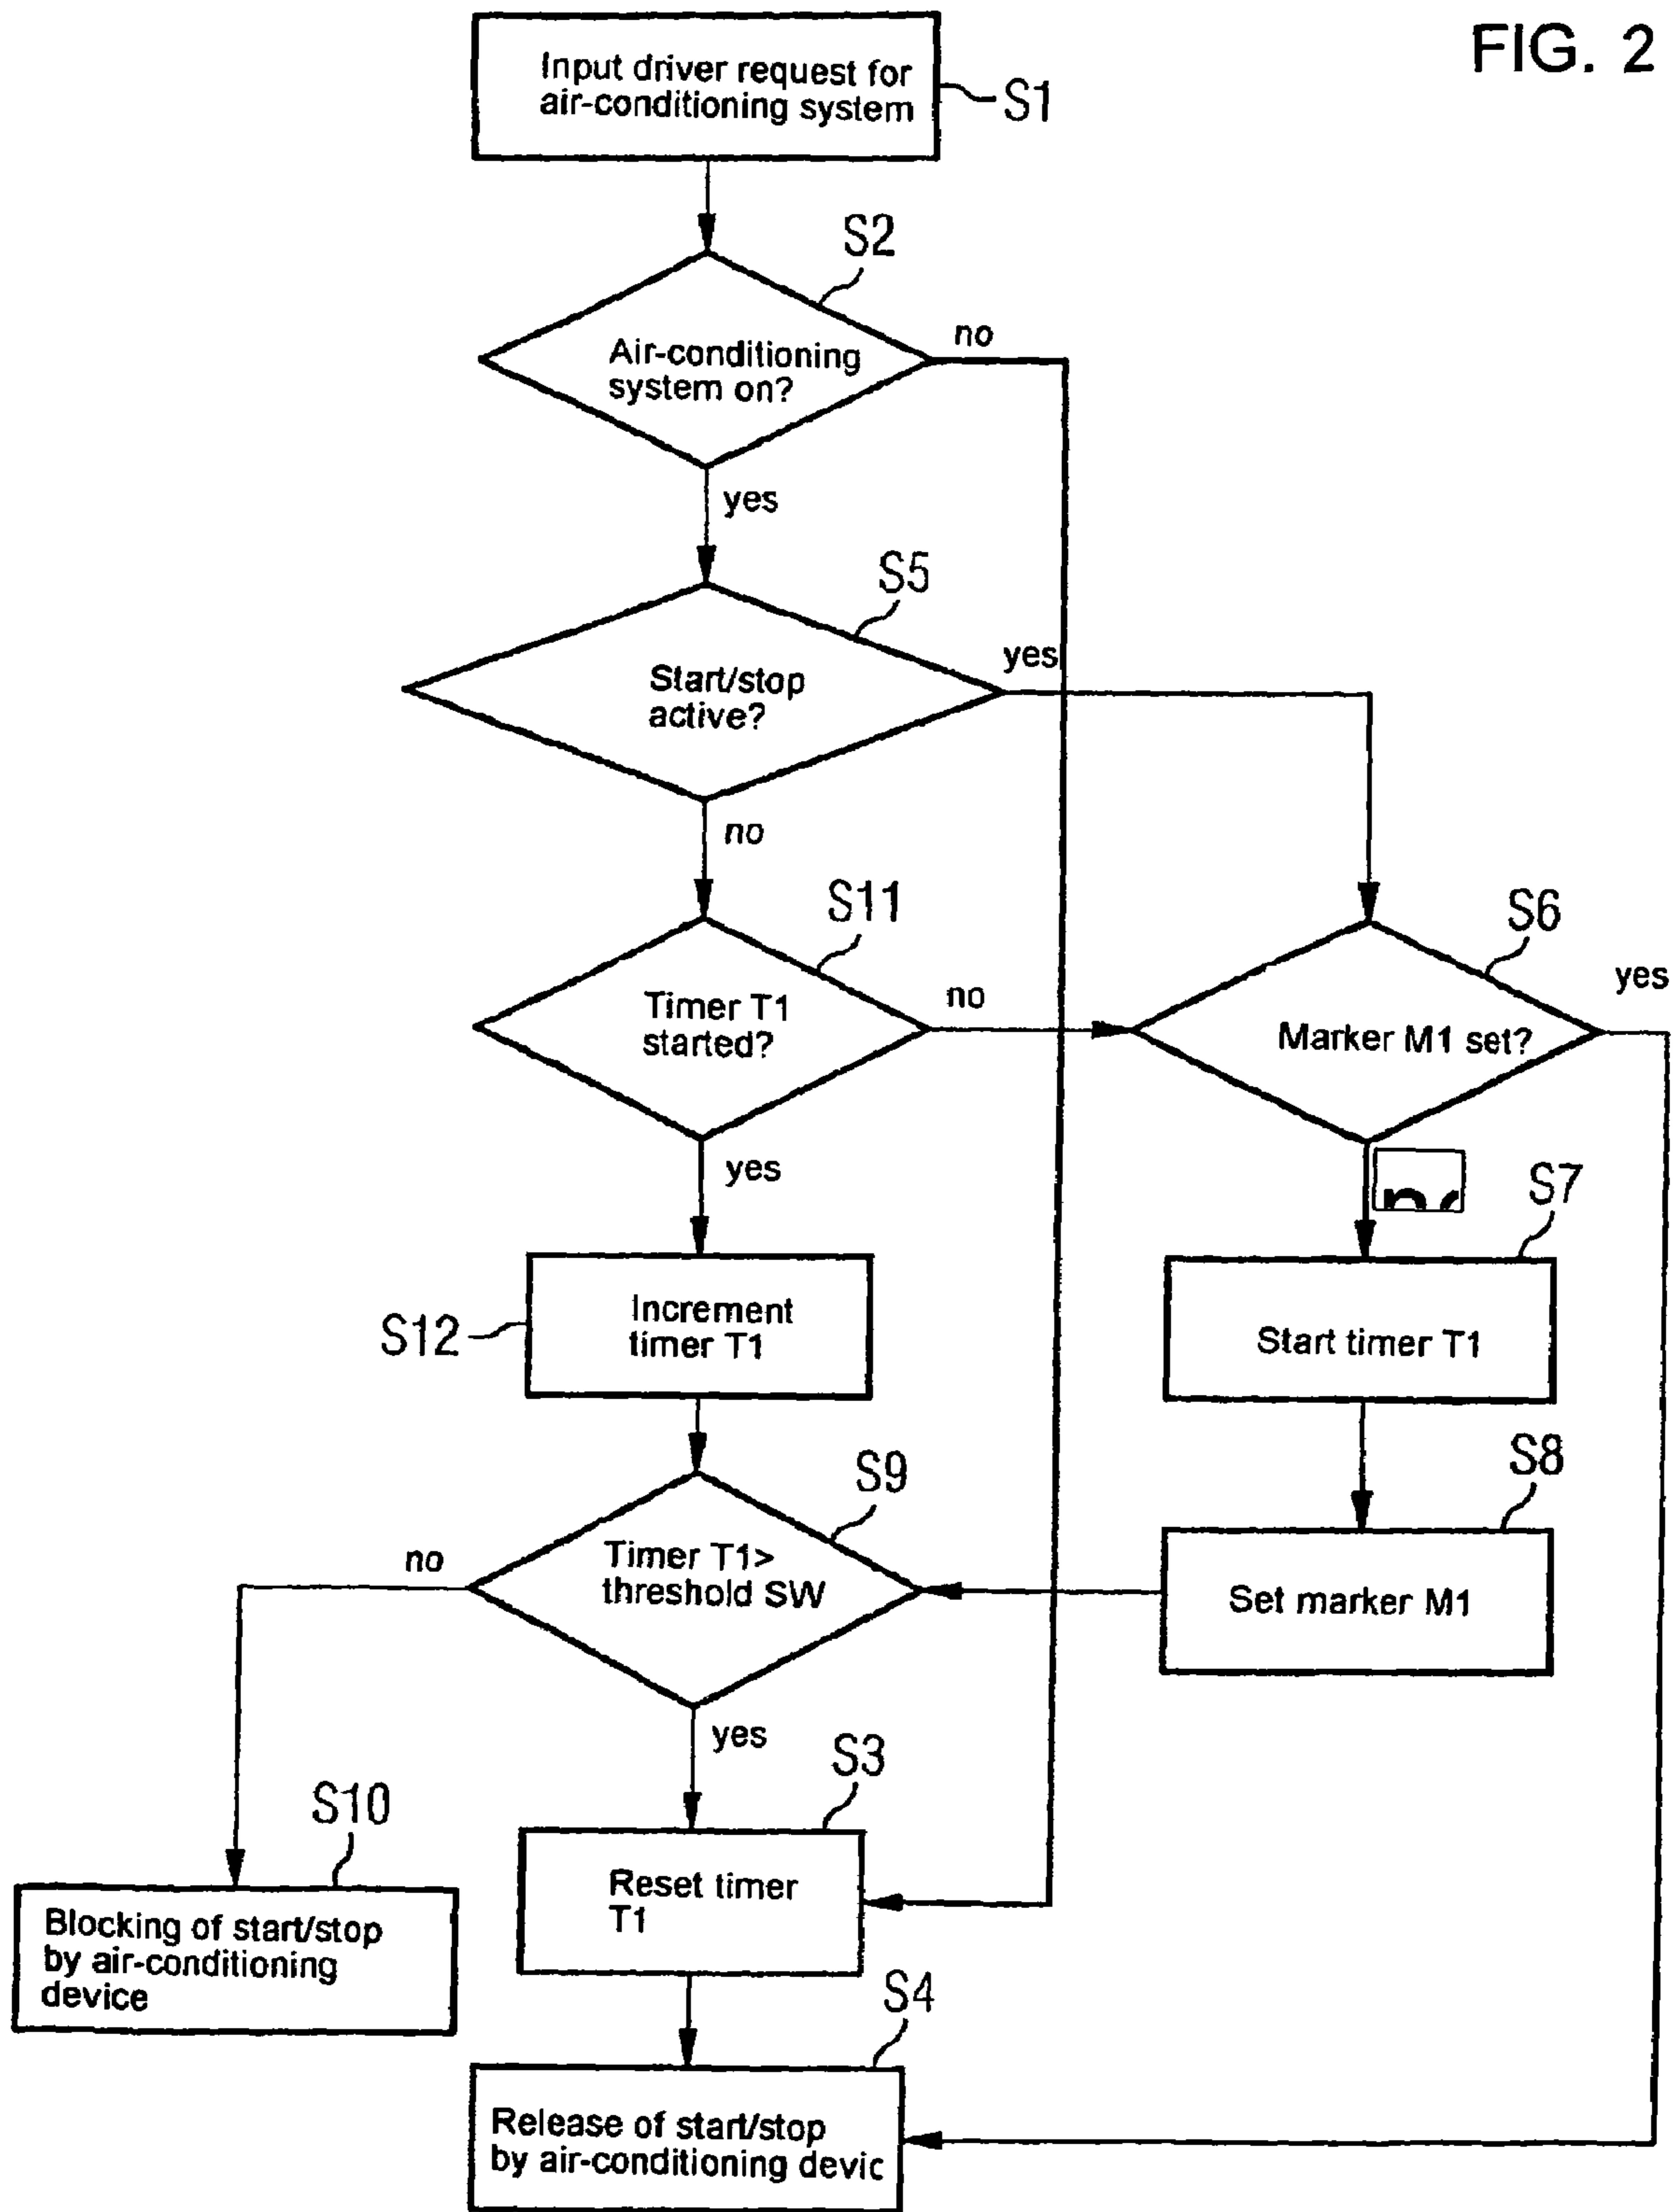 FIG. 2
Input driver request for
air-conditioning system
S1
S2
Air-conditioning
system on?
no
yes
S5
Start/stop
active?
yes
no
S11
Timer T1
started?
no
yes
S6
Marker M1 set?
yes
S7
Start timer T1
S12
Increment
timer T1
S8
Set marker M1
S9
Timer T1>
threshold SW
no
yes
S3
Reset timer
T1
S10
Blocking of start/stop
by air-conditioning
device
S4
Release of start/stop
by air-conditioning devic